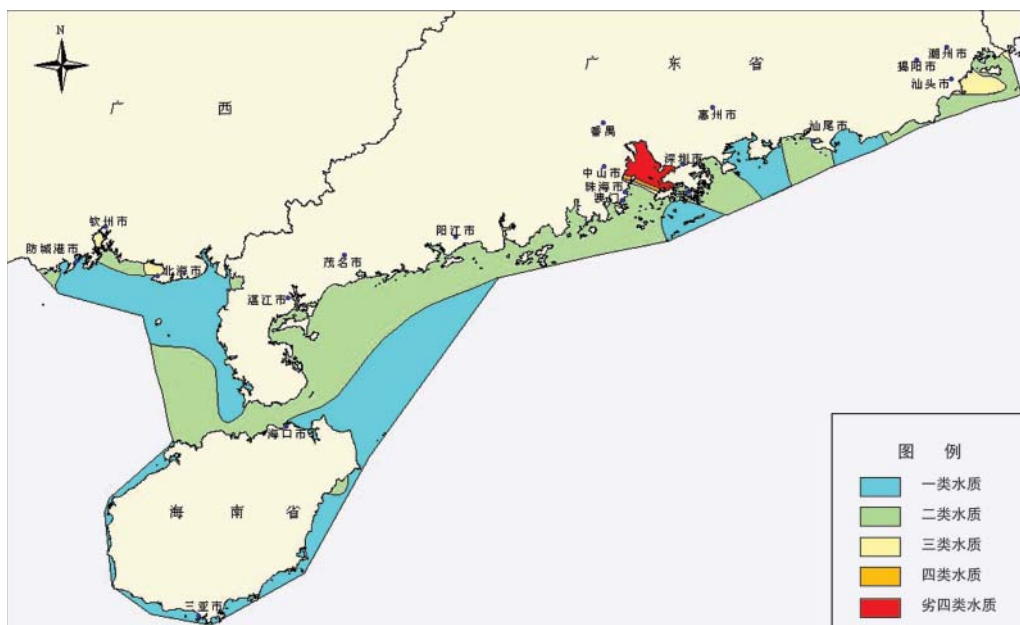 N
广 东 省
潮州市
揭阳市
汕头市
广 西
惠州市
汕尾市
番禺
深圳市
中山市
珠海市
澳门
钦州市
防城港市
北海市
阳江市
茂名市
湛江市
海口市
海 南 省
三亚市
图 例
一类水质
二类水质
三类水质
四类水质
劣四类水质